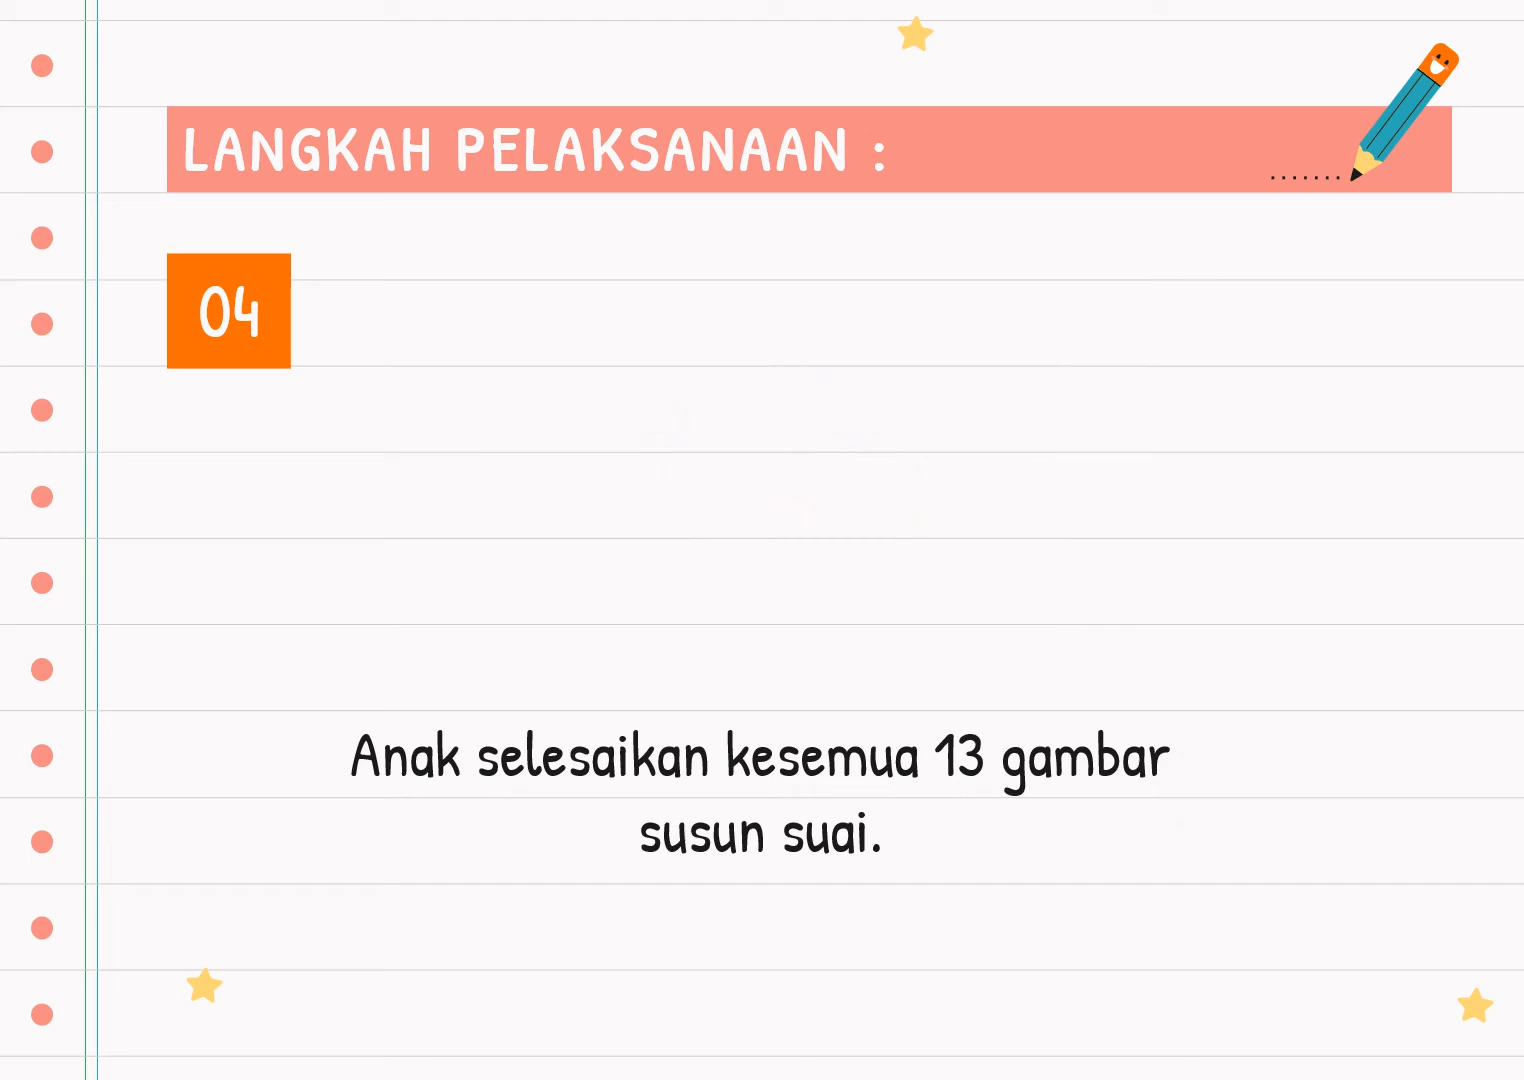 LANGKAH PELAKSANAAN :
04
Anak selesaikan kesemua 13 gambar
susun suai.